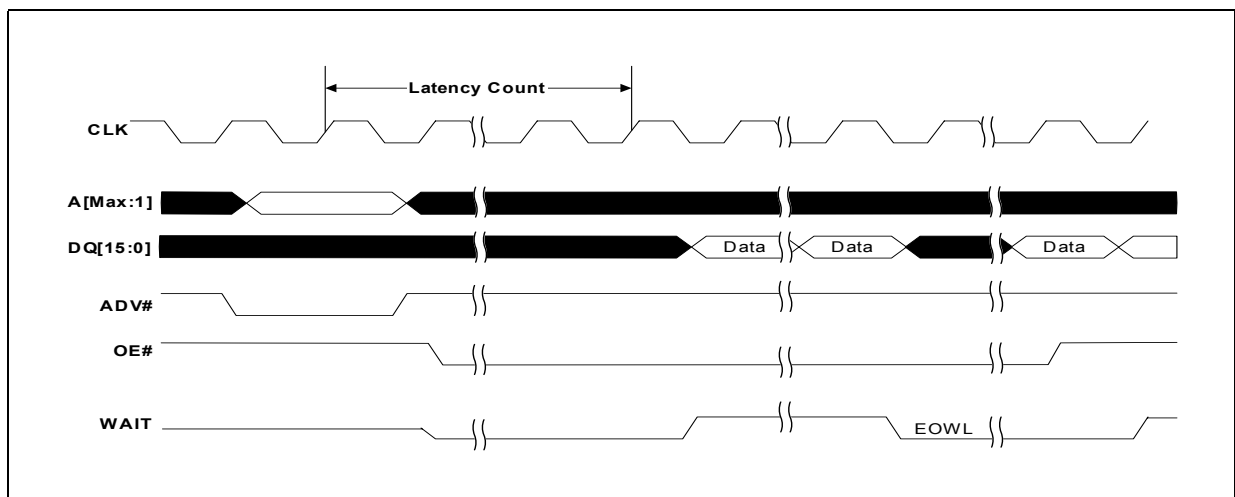 Latency Count
CLK
A[Max:1]
DQ[15:0] Data Data Data
ADV#
OE#
WAIT EOWL